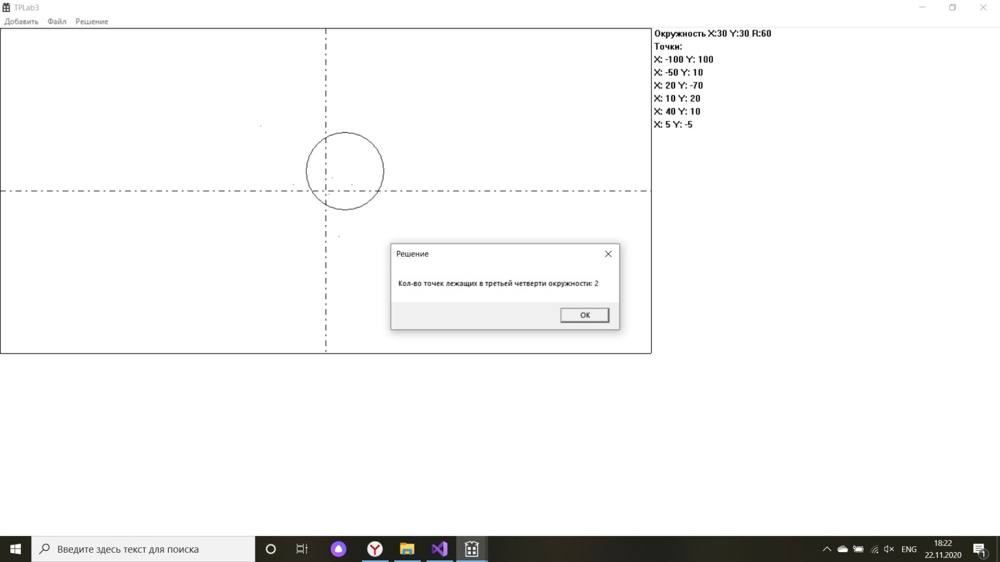 TPLab3
Добавить Файл Решение
Окружность X:30 Y:30 R:60
Точки:
X: -100 Y: 100
X: -50 Y: 10
X: 20 Y: -70
X: 10 Y: 20
X: 40 Y: 10
X: 5 Y: -5
Решение
Кол-во точек лежащих в третьей четверти окружности: 2
OK
Введите здесь текст для поиска
ENG
18:22
22.11.2020
1